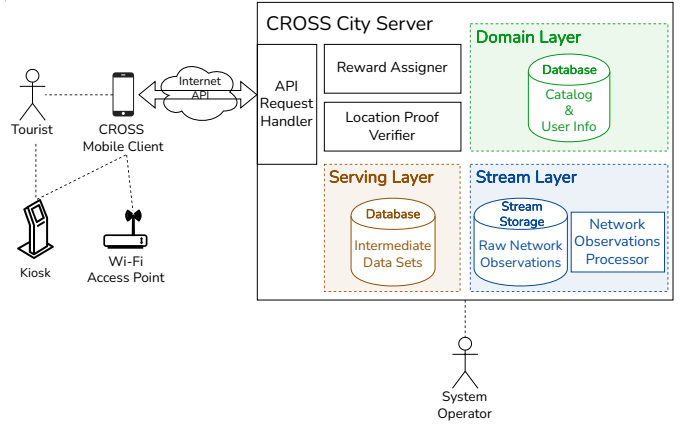 CROSS City Server
API
Request
Handler
Reward Assigner
Location Proof
Verifier
Domain Layer
Database
Catalog
&
User Info
Serving Layer
Database
Intermediate
Data Sets
Stream Layer
Stream
Storage
Raw Network
Observations
Network
Observations
Processor
Internet
API
Tourist
CROSS
Mobile Client
Kiosk
Wi-Fi
Access Point
System
Operator